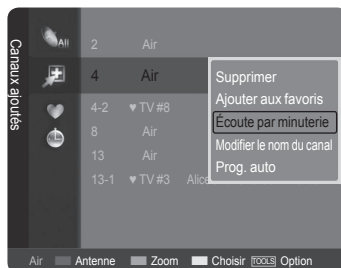 Canaux ajoutés
All
2 Air
4 Air
4-2 ♥ TV #8
8 Air
13 Air
13-1 ♥ TV #3 Alice
Supprimer
Ajouter aux favoris
Écoute par minuterie
Modifier le nom du canal
Prog. auto
Air Antenne Zoom Choisir TOOLS Option